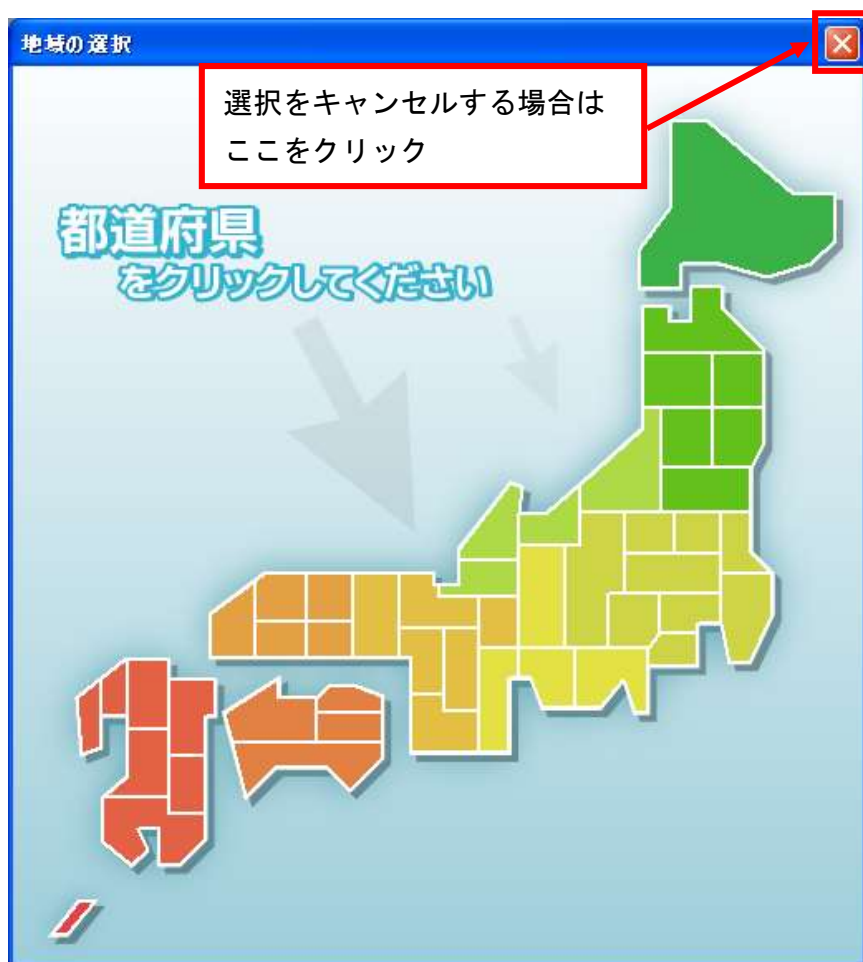 地域の選択
選択をキャンセルする場合は
ここをクリック
都道府県
をクリックしてください